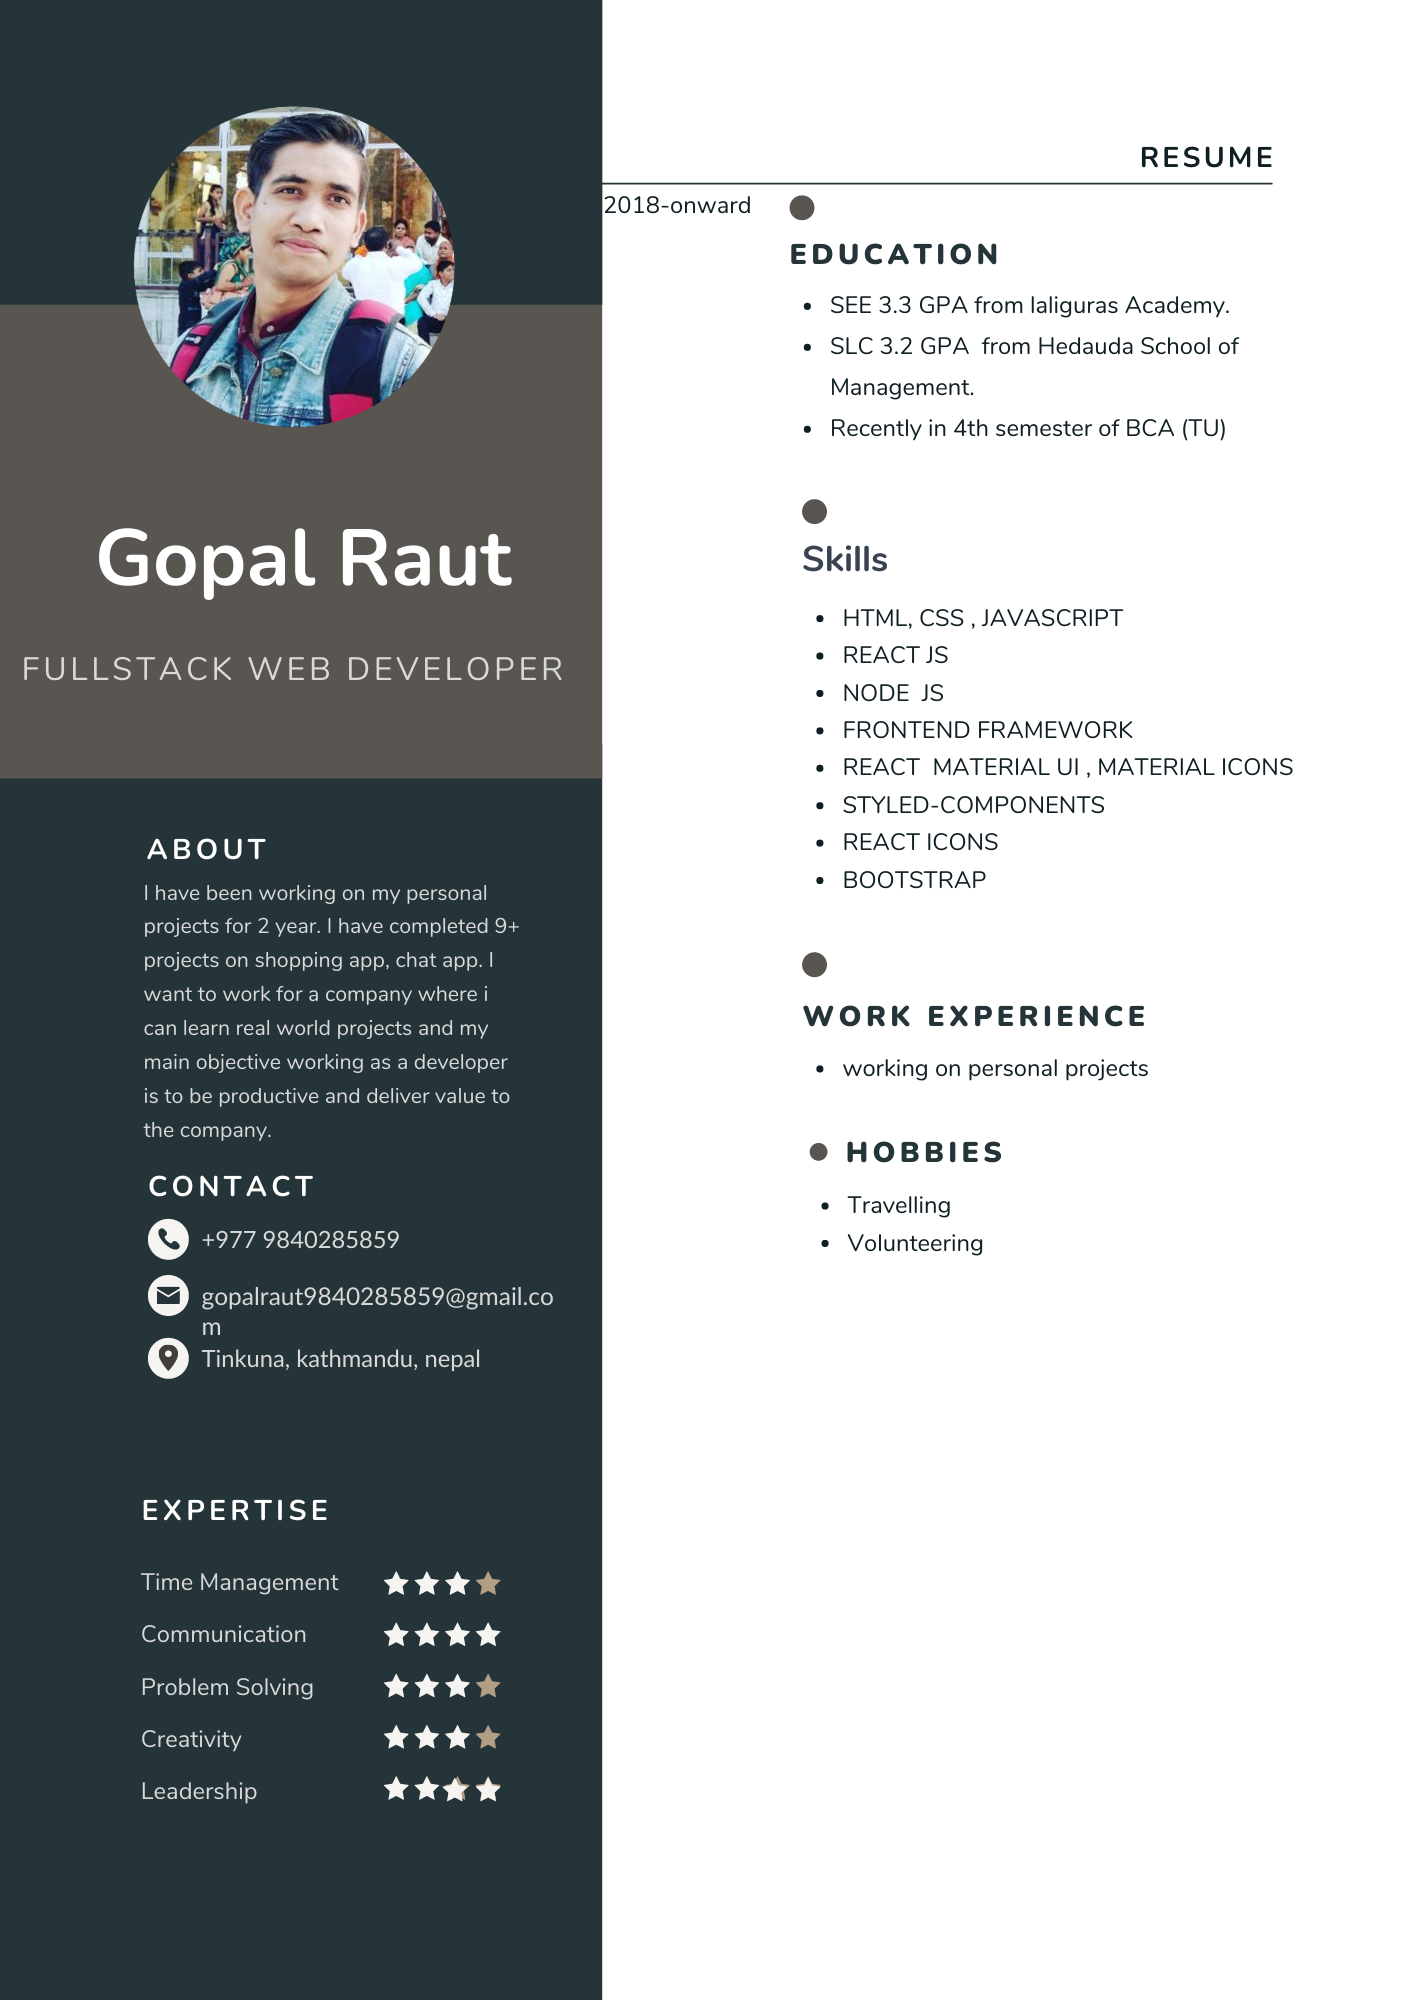 Gopal Raut
FULLSTACK WEB DEVELOPER
ABOUT
I have been working on my personal
projects for 2 year. I have completed 9+
projects on shopping app, chat app. I
want to work for a company where i
can learn real world projects and my
main objective working as a developer
is to be productive and deliver value to
the company.
CONTACT
+977 9840285859
gopalraut9840285859@gmail.co
m
Tinkuna, kathmandu, nepal
EXPERTISE
Time Management
Communication
Problem Solving
Creativity
Leadership
RESUME
2018-onward
EDUCATION
• SEE 3.3 GPA from laliguras Academy.
• SLC 3.2 GPA  from Hedauda School of
Management.
• Recently in 4th semester of BCA (TU)
Skills
• HTML, CSS , JAVASCRIPT
• REACT JS
• NODE  JS
• FRONTEND FRAMEWORK
• REACT  MATERIAL UI , MATERIAL ICONS
• STYLED-COMPONENTS
• REACT ICONS
• BOOTSTRAP
WORK EXPERIENCE
• working on personal projects
HOBBIES
• Travelling
• Volunteering